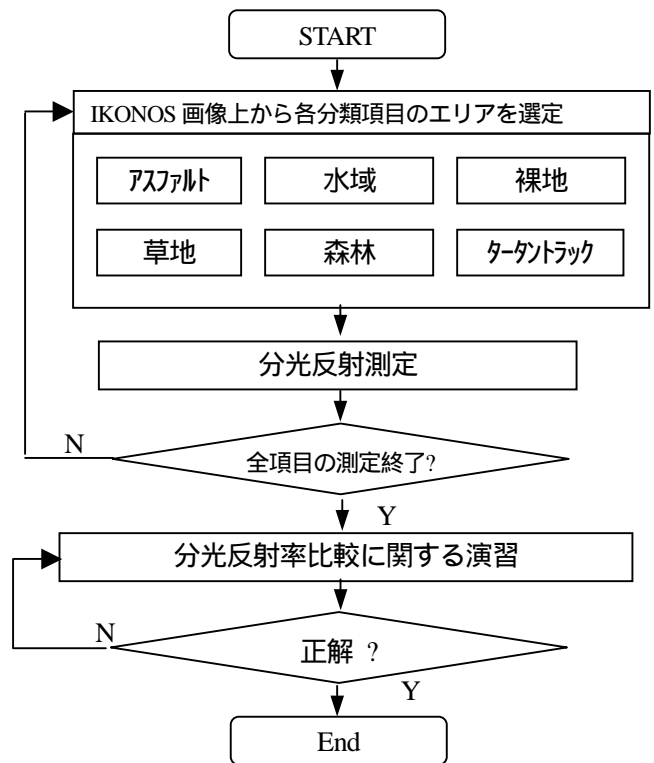 START
IKONOS 画像上から各分類項目のエリアを選定
ｱｽﾌｧﾙﾄ
水域
裸地
草地
森林
ﾀｰﾀﾝﾄﾗｯｸ
分光反射測定
全項目の測定終了?
N
Y
分光反射率比較に関する演習
正解 ?
N
Y
End